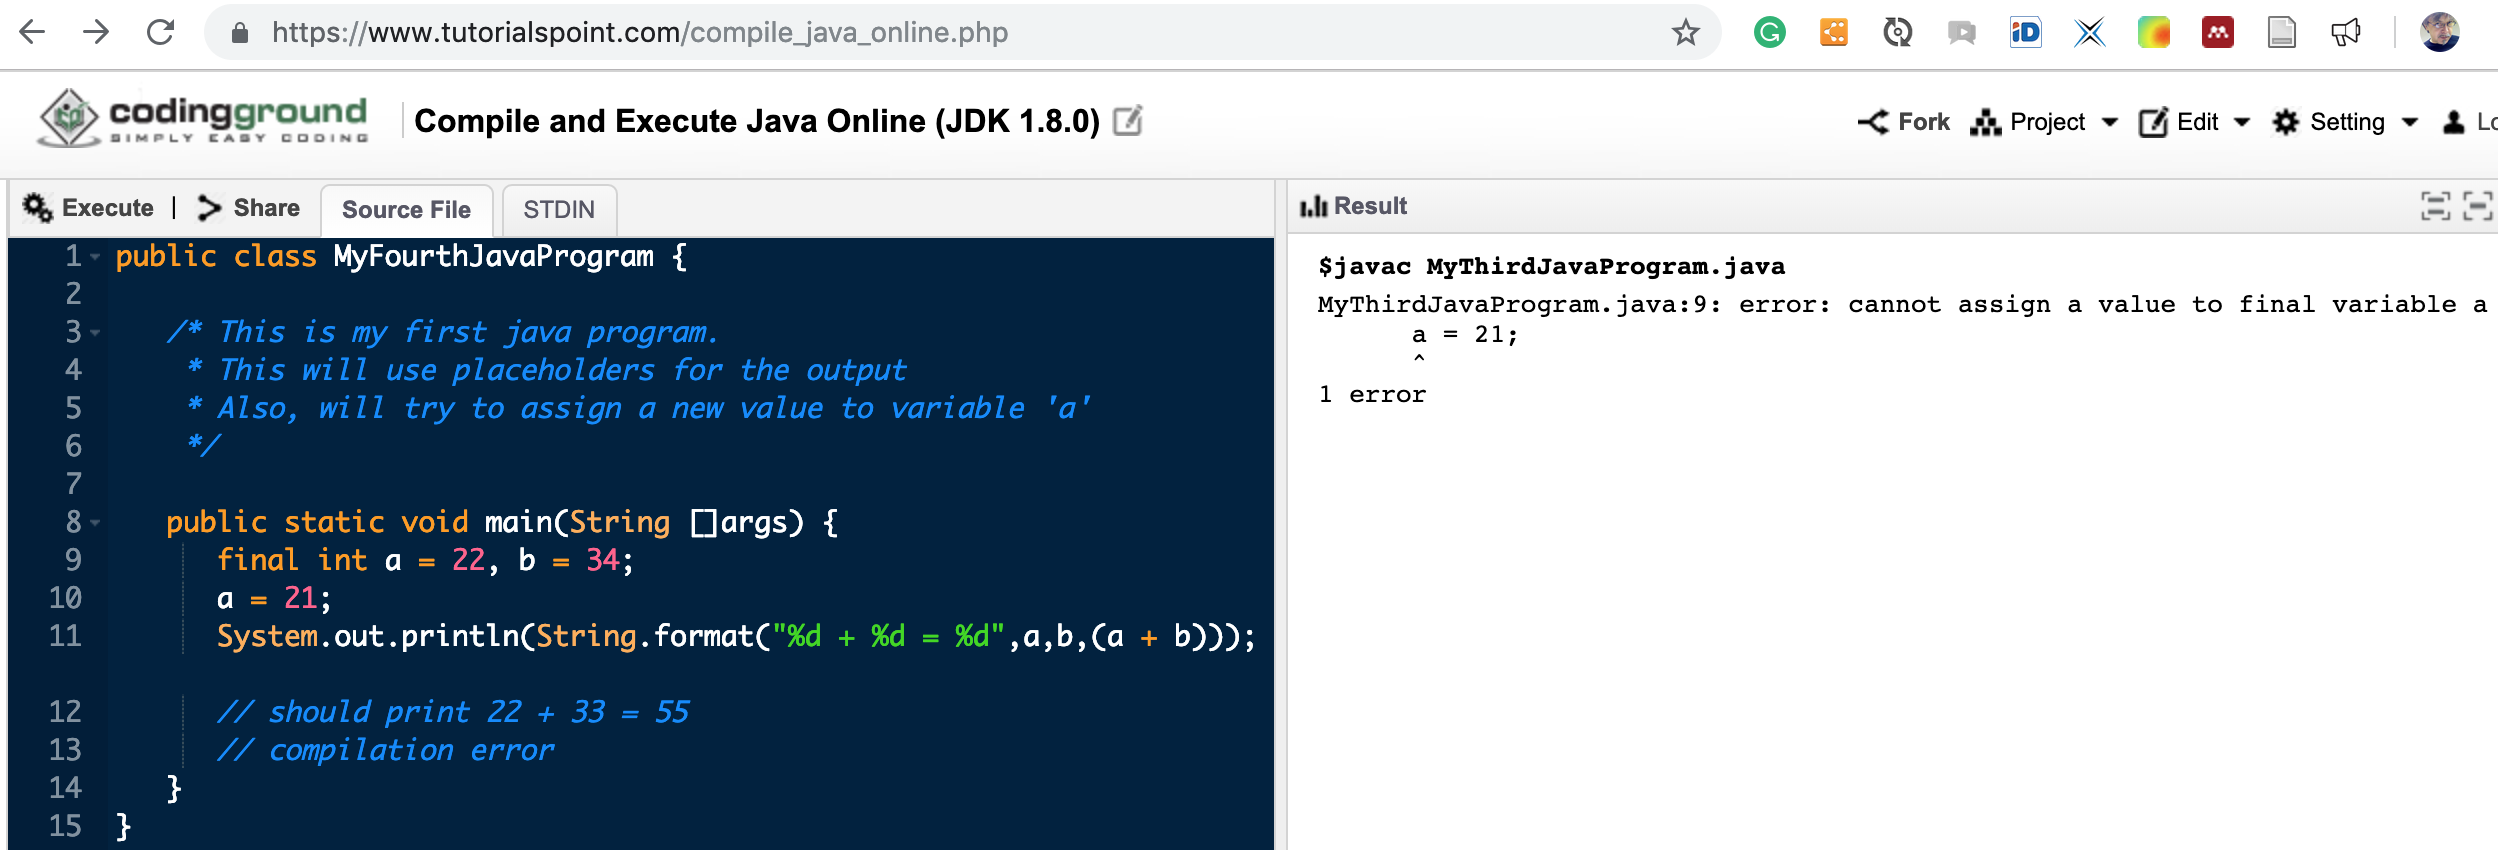 https://www.tutorialspoint.com/compile_java_online.php
codingground
SIMPLY EASY CODING
Compile and Execute Java Online (JDK 1.8.0)
Fork Project Edit Setting Lo
Execute | Share Source File STDIN
1 public class MyFourthJavaProgram {
2
3 /* This is my first java program.
4 * This will use placeholders for the output
5 * Also, will try to assign a new value to variable 'a'
6 */
7
8 public static void main(String []args) {
9 final int a = 22, b = 34;
10 a = 21;
11 System.out.println(String.format("%d + %d = %d",a,b,(a + b)));
12 // should print 22 + 33 = 55
13 // compilation error
14 }
15 }
Result
$javac MyThirdJavaProgram.java
MyThirdJavaProgram.java:9: error: cannot assign a value to final variable a
a = 21;
^
1 error